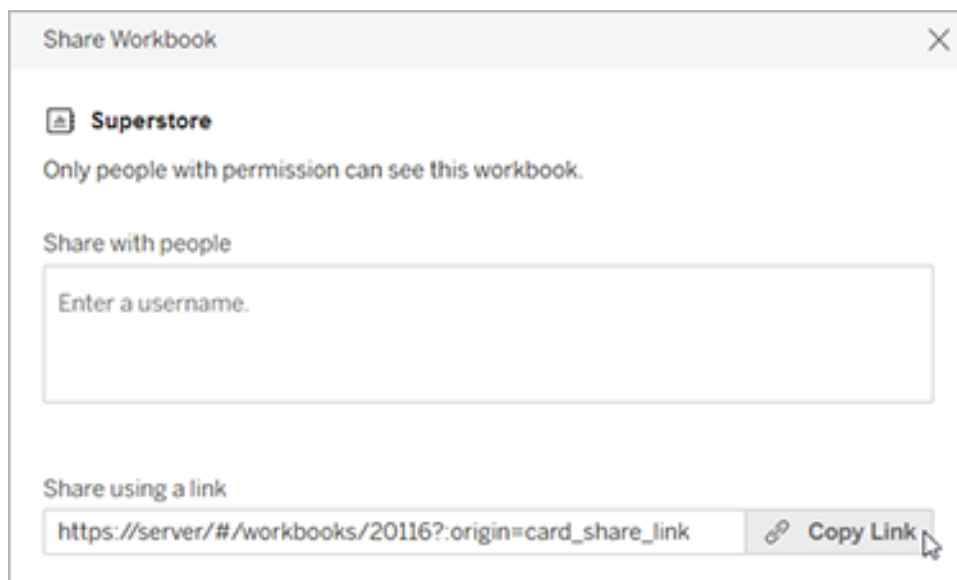 Share Workbook
Superstore
Only people with permission can see this workbook.
Share with people
Enter a username.
Share using a link
https://server/#/workbooks/20116?:origin=card_share_link Copy Link